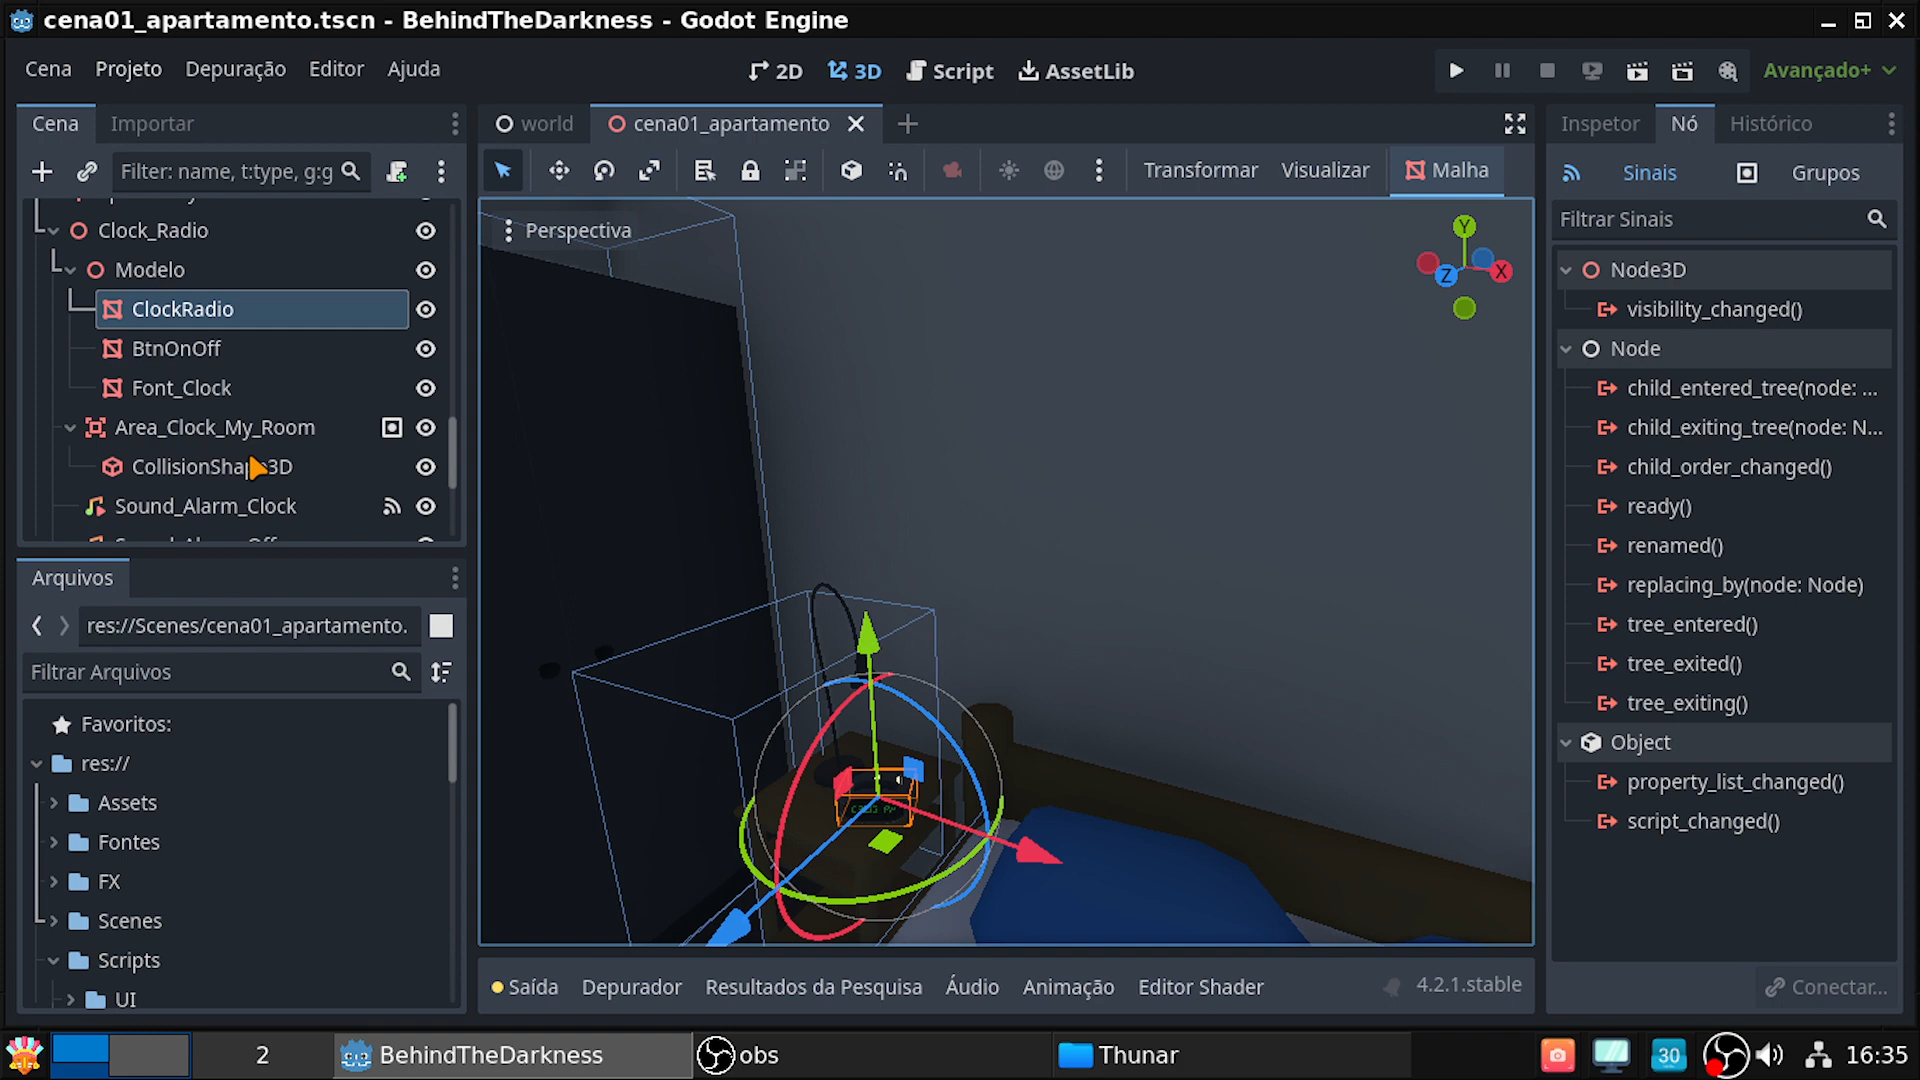 cena01_apartamento.tscn - BehindTheDarkness - Godot Engine
Cena Projeto Depuração Editor Ajuda
2D 3D Script AssetLib
Avançado+
Cena Importar
world cena01_apartamento
Inspetor Nó Histórico
Filter: name, t:type, g:g
Transformar Visualizar Malha
Sinais Grupos
Perspectiva
Filtrar Sinais
Clock_Radio
Modelo
ClockRadio
BtnOnOff
Font_Clock
Area_Clock_My_Room
CollisionShape3D
Sound_Alarm_Clock
Y
X
Z
Node3D
visibility_changed()
Node
child_entered_tree(node: ...
child_exiting_tree(node: N...
child_order_changed()
ready()
renamed()
replacing_by(node: Node)
tree_entered()
tree_exited()
tree_exiting()
Object
property_list_changed()
script_changed()
Arquivos
res://Scenes/cena01_apartamento.
Filtrar Arquivos
Favoritos:
res://
Assets
Fontes
FX
Scenes
Scripts
UI
Saída Depurador Resultados da Pesquisa Áudio Animação Editor Shader
4.2.1.stable
Conectar...
2 BehindTheDarkness obs Thunar 30 16:35